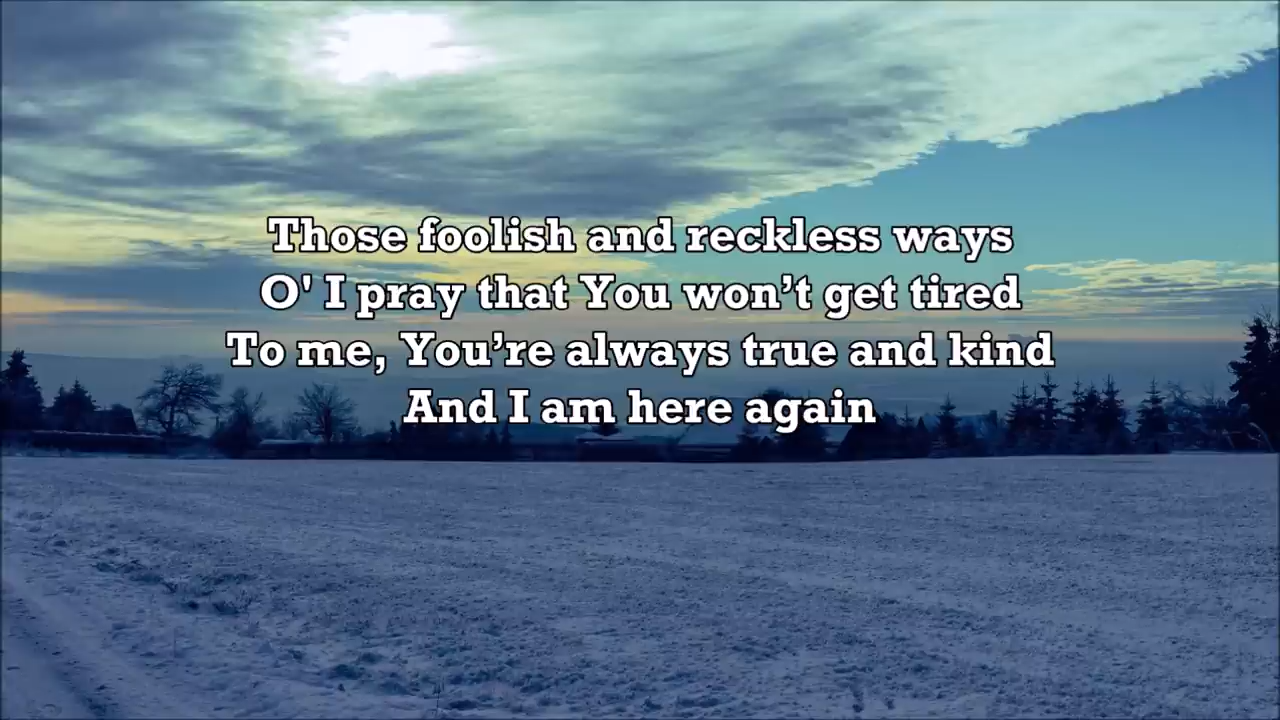 Those foolish and reckless ways
O' I pray that You won’t get tired
To me, You’re always true and kind
And I am here again